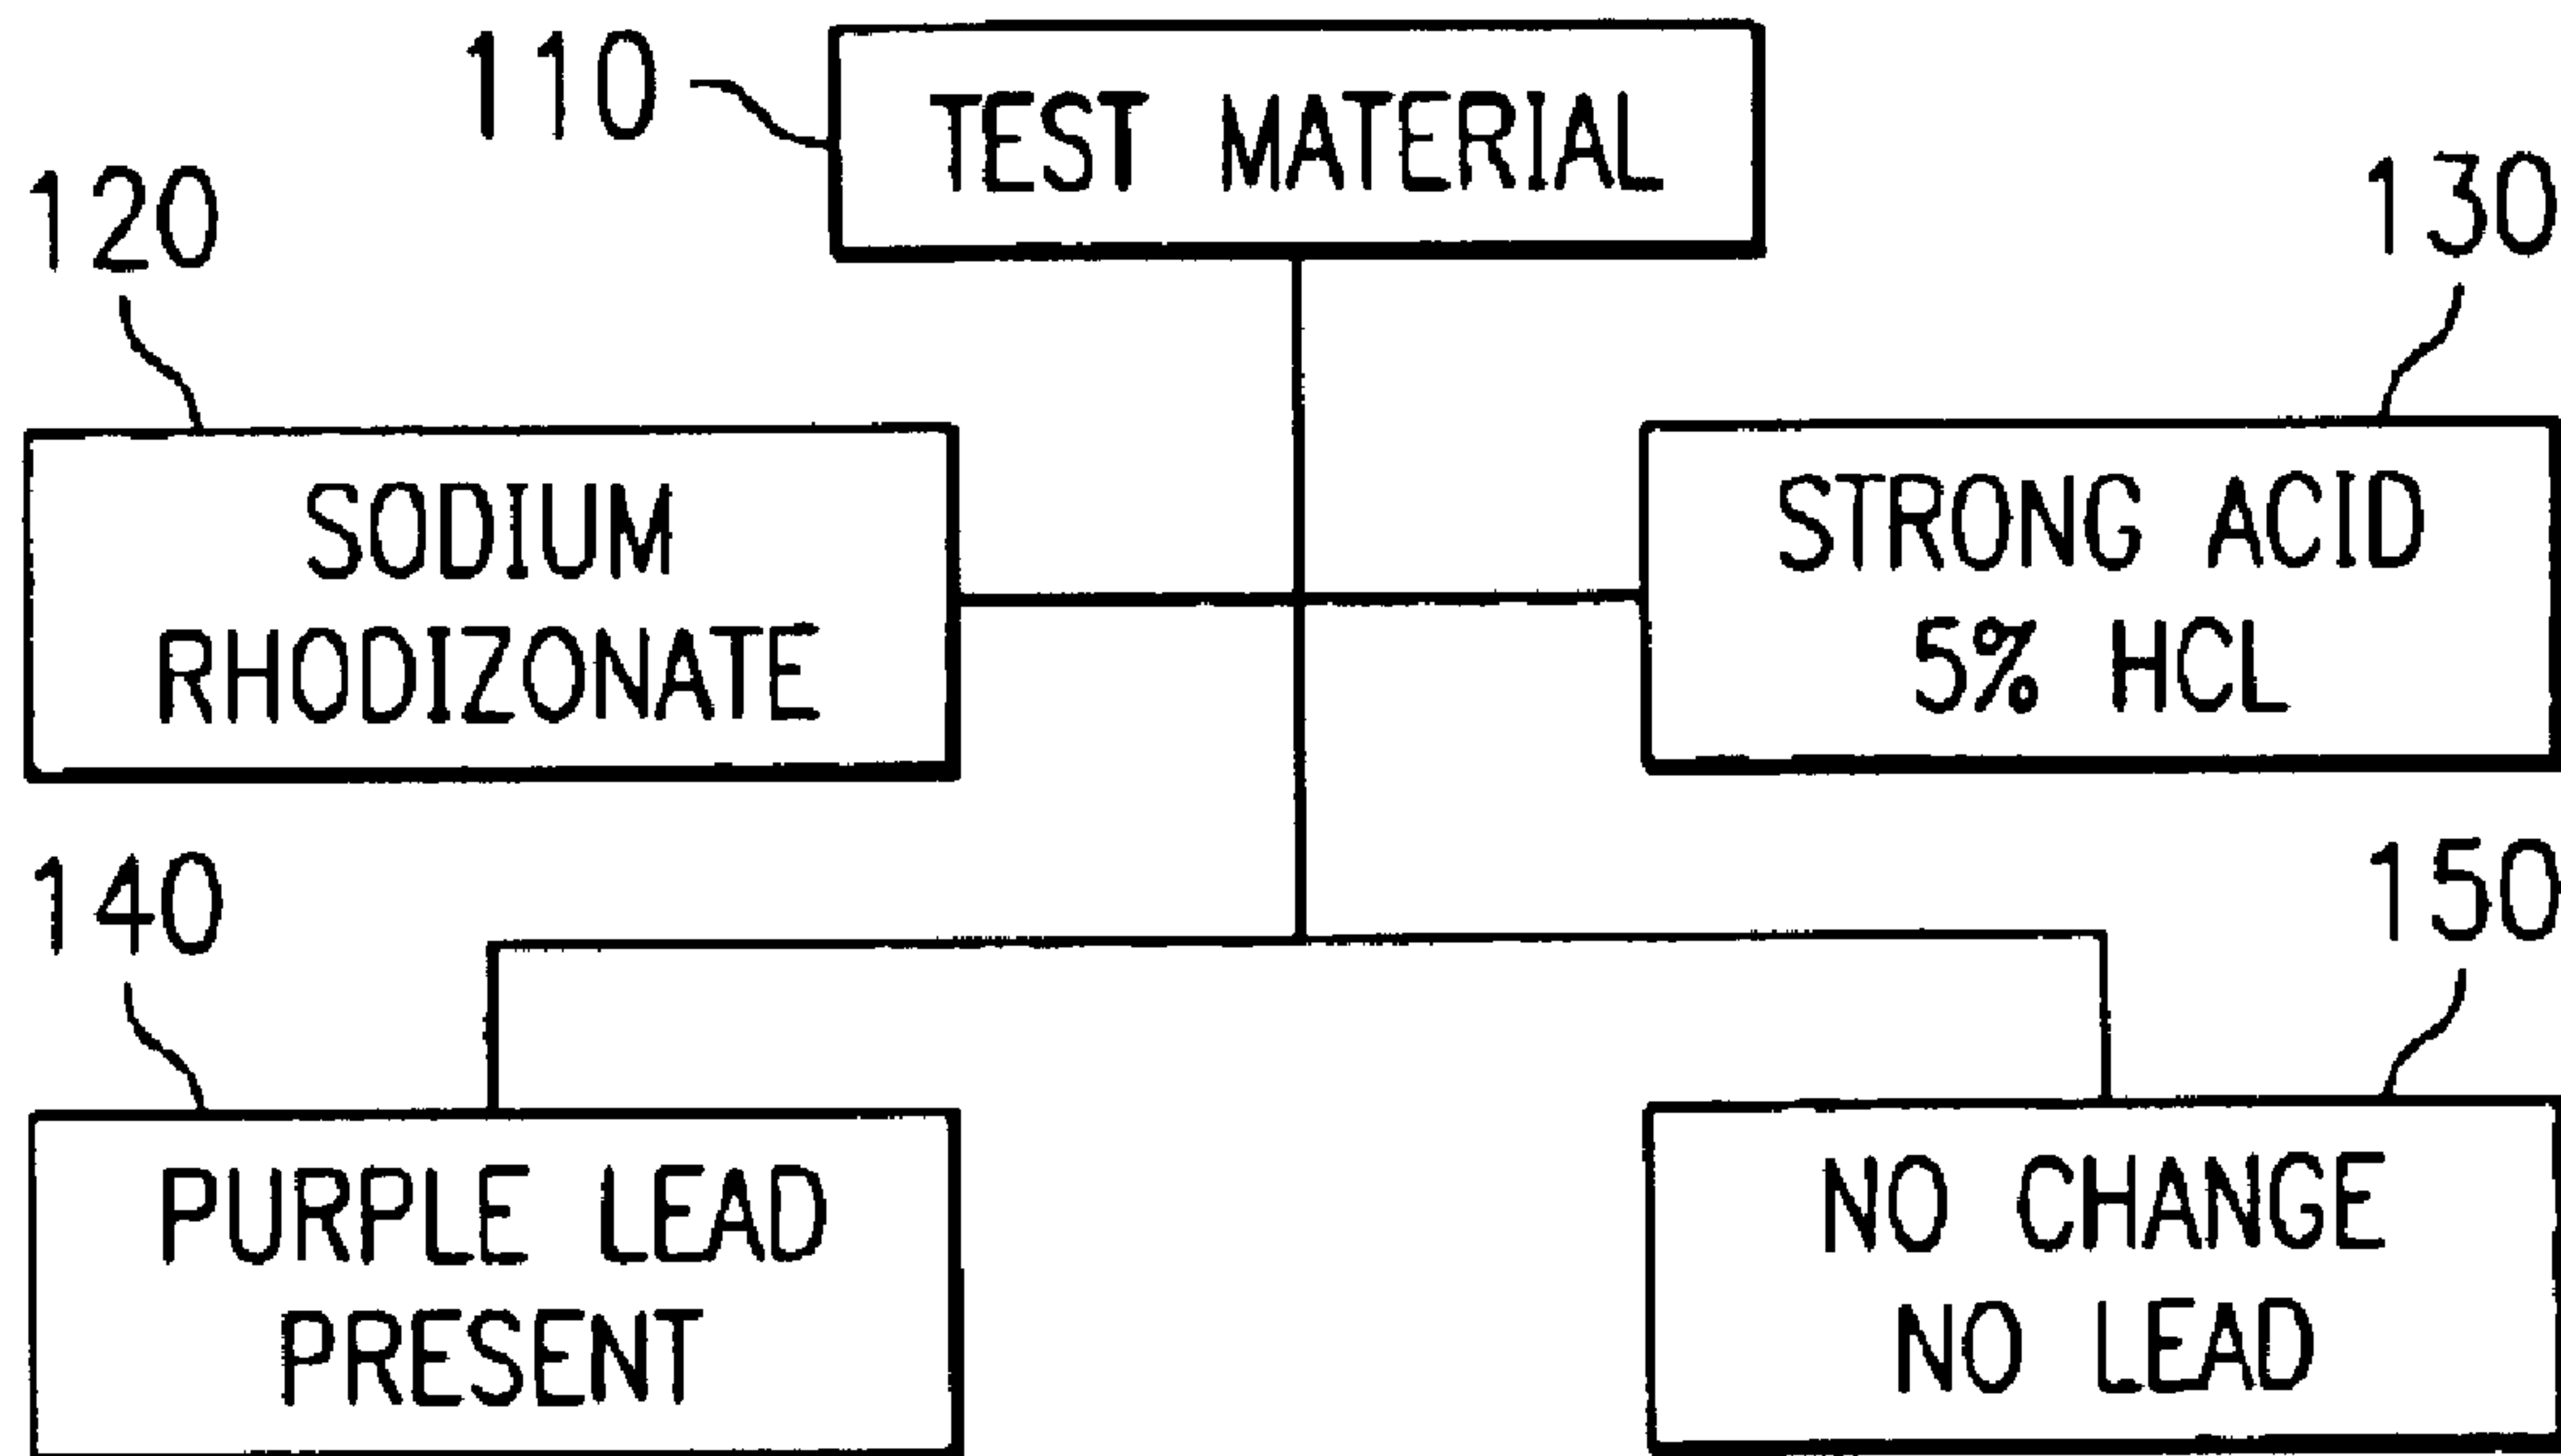 110
TEST MATERIAL
120
130
SODIUM
RHODIZONATE
STRONG ACID
5% HCL
140
150
PURPLE LEAD
PRESENT
NO CHANGE
NO LEAD